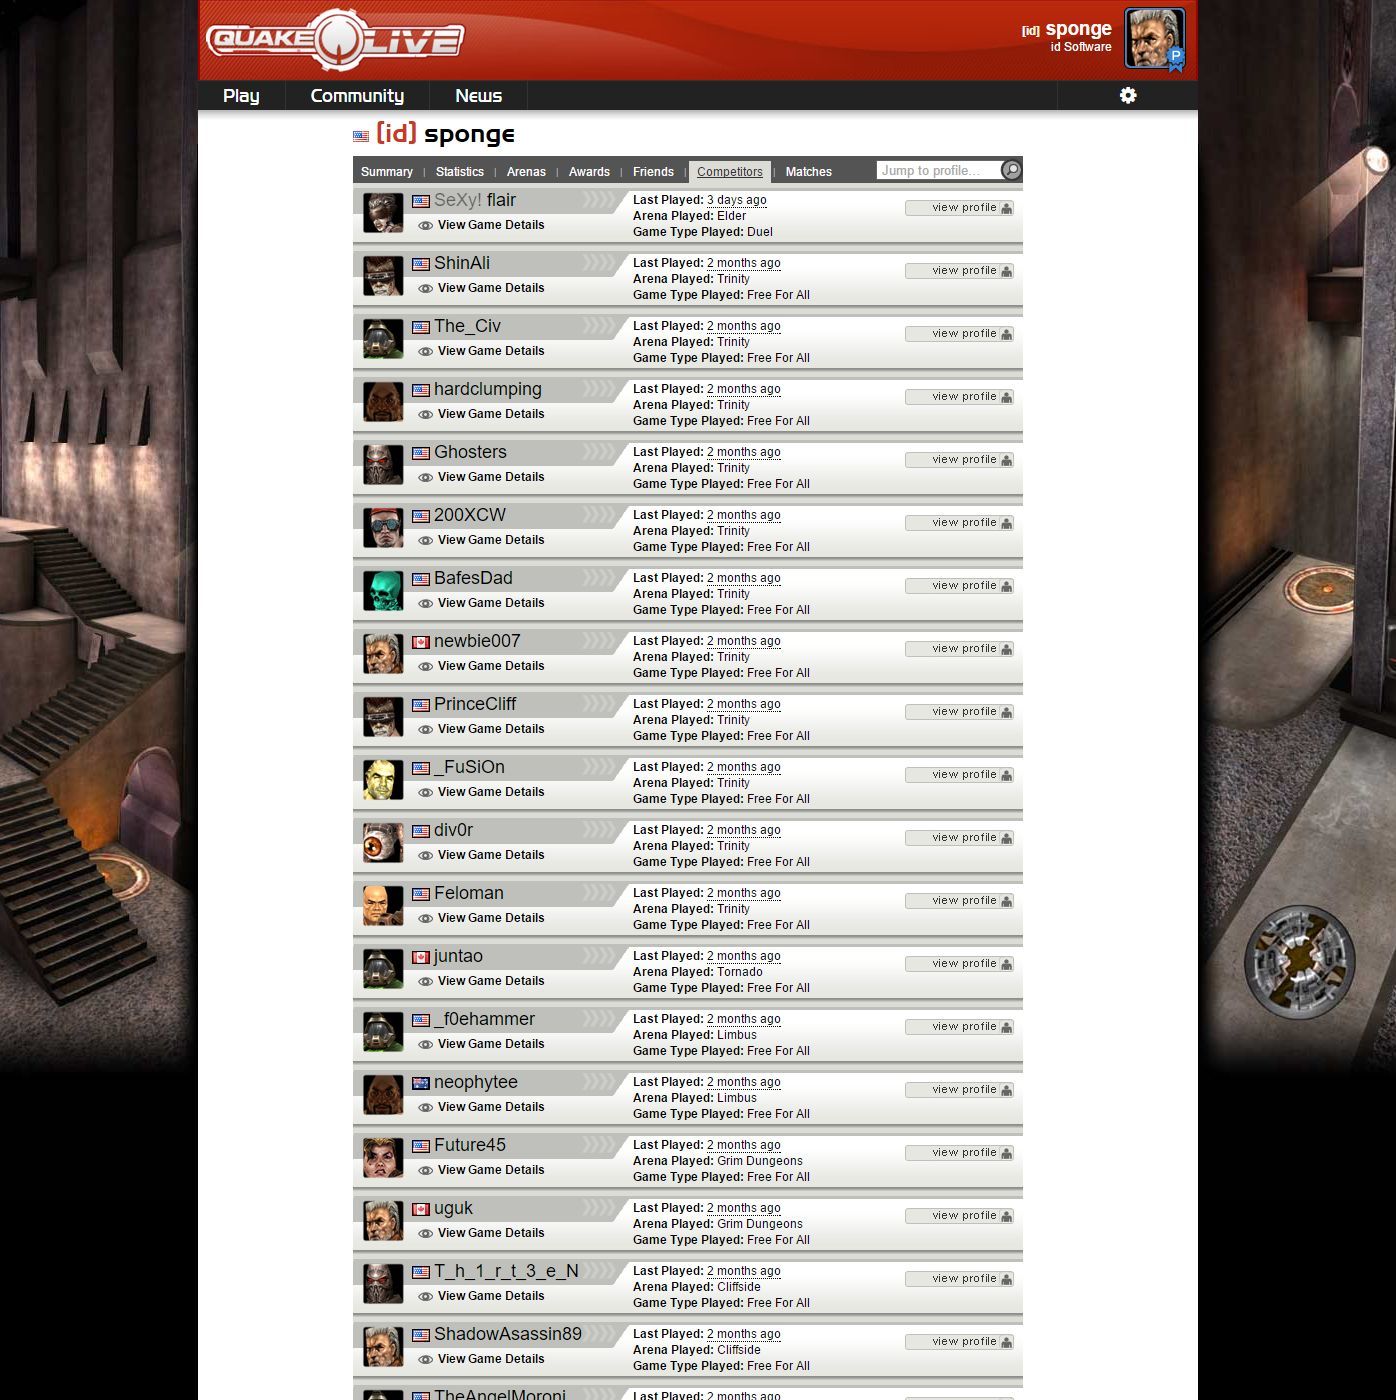 QUAKE LIVE
[id] sponge
id Software
P
Play Community News
[id] sponge
Summary | Statistics | Arenas | Awards | Friends | Competitors | Matches Jump to profile...
SeXy! flair
View Game Details
Last Played: 3 days ago
Arena Played: Elder
Game Type Played: Duel
view profile
ShinAli
View Game Details
Last Played: 2 months ago
Arena Played: Trinity
Game Type Played: Free For All
view profile
The_Civ
View Game Details
Last Played: 2 months ago
Arena Played: Trinity
Game Type Played: Free For All
view profile
hardclumping
View Game Details
Last Played: 2 months ago
Arena Played: Trinity
Game Type Played: Free For All
view profile
Ghosters
View Game Details
Last Played: 2 months ago
Arena Played: Trinity
Game Type Played: Free For All
view profile
200XCW
View Game Details
Last Played: 2 months ago
Arena Played: Trinity
Game Type Played: Free For All
view profile
BafesDad
View Game Details
Last Played: 2 months ago
Arena Played: Trinity
Game Type Played: Free For All
view profile
newbie007
View Game Details
Last Played: 2 months ago
Arena Played: Trinity
Game Type Played: Free For All
view profile
PrinceCliff
View Game Details
Last Played: 2 months ago
Arena Played: Trinity
Game Type Played: Free For All
view profile
_FuSiOn
View Game Details
Last Played: 2 months ago
Arena Played: Trinity
Game Type Played: Free For All
view profile
div0r
View Game Details
Last Played: 2 months ago
Arena Played: Trinity
Game Type Played: Free For All
view profile
Feloman
View Game Details
Last Played: 2 months ago
Arena Played: Trinity
Game Type Played: Free For All
view profile
juntao
View Game Details
Last Played: 2 months ago
Arena Played: Tornado
Game Type Played: Free For All
view profile
_f0ehammer
View Game Details
Last Played: 2 months ago
Arena Played: Limbus
Game Type Played: Free For All
view profile
neophytee
View Game Details
Last Played: 2 months ago
Arena Played: Limbus
Game Type Played: Free For All
view profile
Future45
View Game Details
Last Played: 2 months ago
Arena Played: Grim Dungeons
Game Type Played: Free For All
view profile
uguk
View Game Details
Last Played: 2 months ago
Arena Played: Grim Dungeons
Game Type Played: Free For All
view profile
T_h_1_r_t_3_e_N
View Game Details
Last Played: 2 months ago
Arena Played: Cliffside
Game Type Played: Free For All
view profile
ShadowAsassin89
View Game Details
Last Played: 2 months ago
Arena Played: Cliffside
Game Type Played: Free For All
view profile
TheAngelMoroni
Last Played: 2 months ago